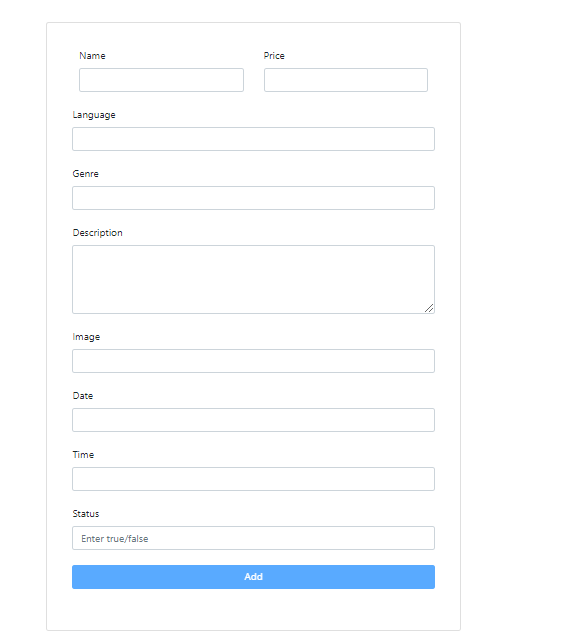 Name Price
Language
Genre
Description
Image
Date
Time
Status
Enter true/false
Add